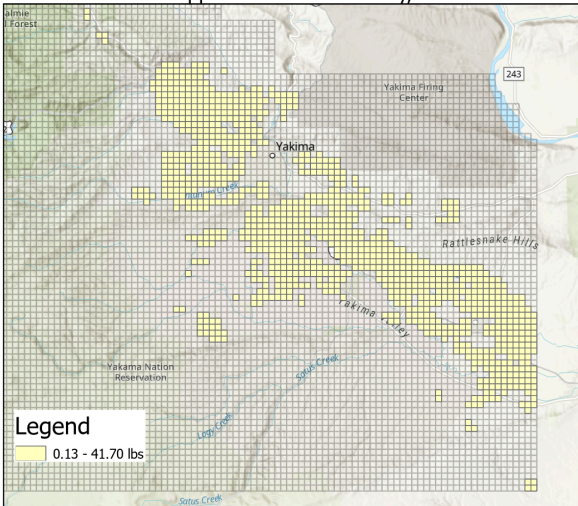 almie
l Forest
243
Yakima Firing
Center
Yakima
Creek
Rattlesnake Hills
Yakima Valley
Yakama Nation
Reservation
Satus Creek
Logy Creek
Satus Creek
Legend
0.13 - 41.70 lbs